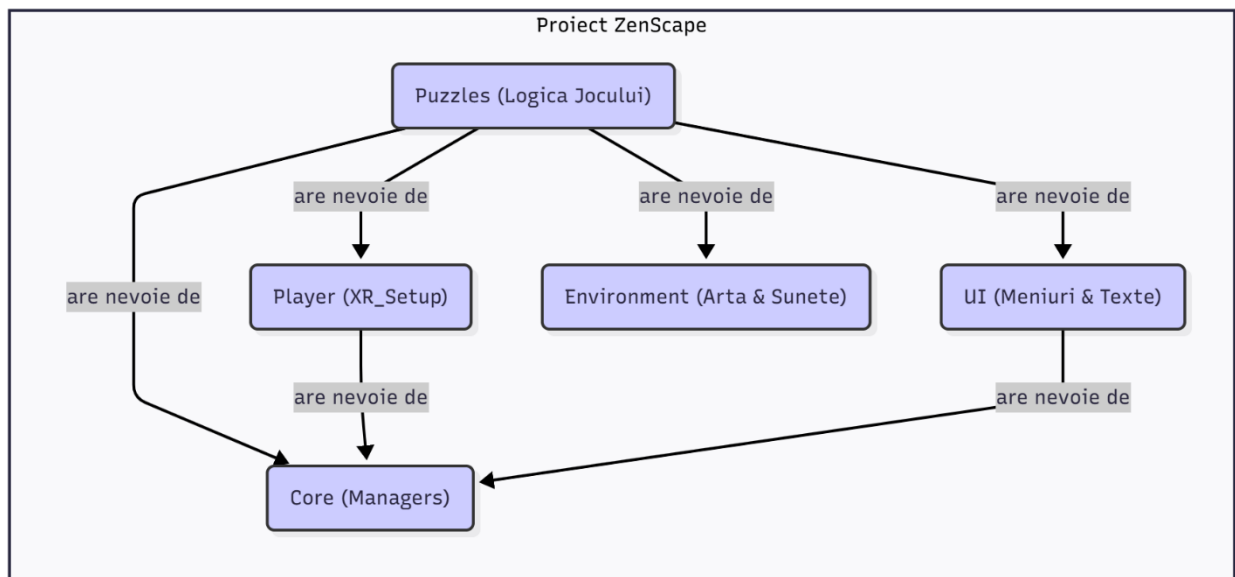 Proiect ZenScape
Puzzles (Logica Jocului)
are nevoie de
are nevoie de
are nevoie de
are nevoie de
Player (XR_Setup)
Environment (Arta & Sunete)
UI (Meniuri & Texte)
are nevoie de
are nevoie de
Core (Managers)